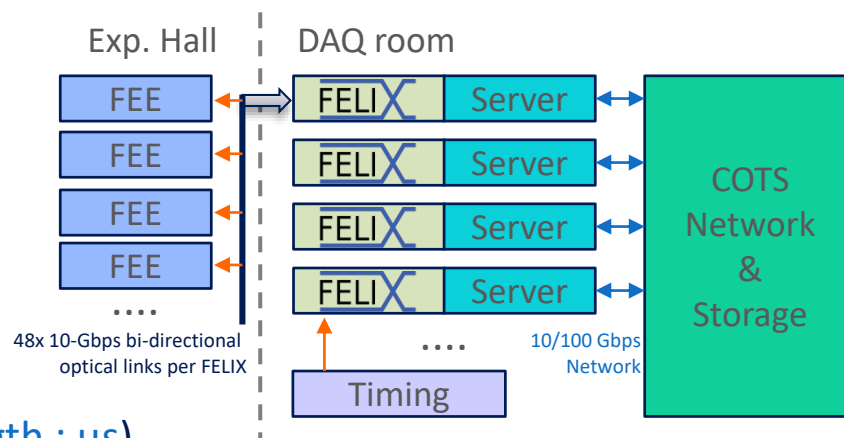 Exp. Hall
DAQ room
FEE
FELIX
Server
FEE
FELIX
Server
FEE
FELIX
Server
FEE
FELIX
Server
COTS
Network
&
Storage
....
48x 10-Gbps bi-directional
optical links per FELIX
....
10/100 Gbps
Network
Timing
: us)